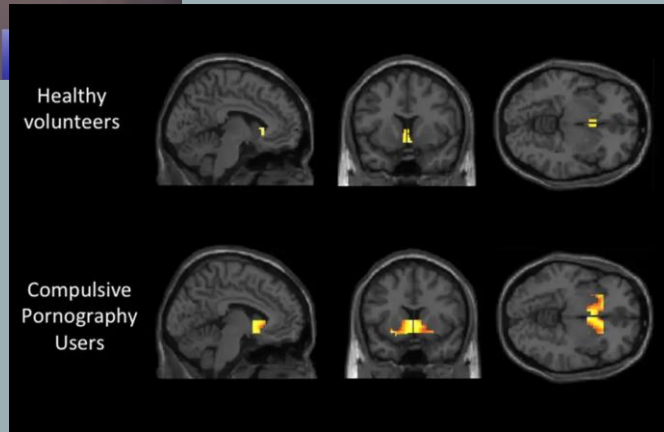 Healthy
volunteers
Compulsive
Pornography
Users